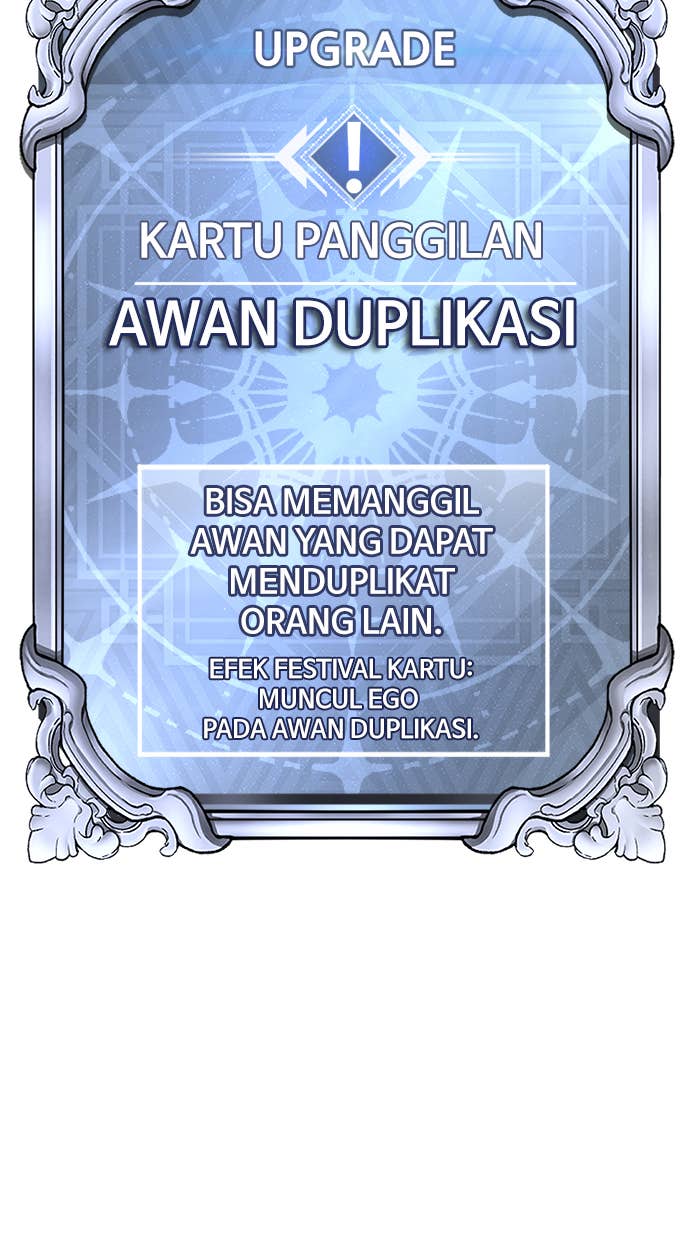 UPGRADE
!
KARTU PANGGILAN
AWAN DUPLIKASI
BISA MEMANGGIL
AWAN YANG DAPAT
MENDUPLIKAT
ORANG LAIN.
EFEK FESTIVAL KARTU:
MUNCUL EGO
PADA AWAN DUPLIKASI.